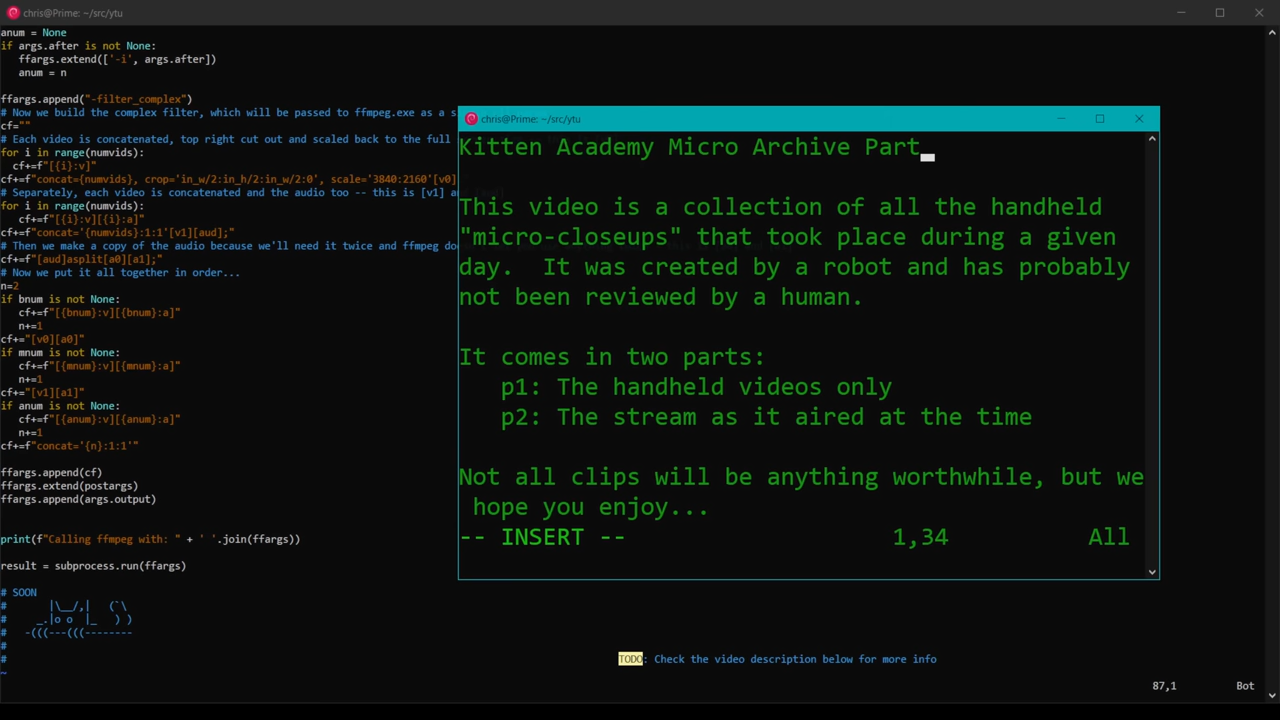 chris@Prime: ~/src/ytu
anum = None
if args.after is not None:
ffargs.extend(['-i', args.after])
anum = n
ffargs.append("-filter_complex")
# Now we build the complex filter, which will be passed to ffmpeg.exe as a s
cf=""
# Each video is concatenated, top right cut out and scaled back to the full
for i in range(numvids):
cf+=f"[{i}:v]"
cf+=f"concat={numvids}, crop='in_w/2:in_h/2:in_w/2:0', scale='3840:2160'[v0]
# Separately, each video is concatenated and the audio too -- this is [v1] a
for i in range(numvids):
cf+=f"[{i}:v][{i}:a]"
cf+=f"concat='{numvids}:1:1'[v1][aud];"
# Then we make a copy of the audio because we'll need it twice and ffmpeg do
cf+=f"[aud]asplit[a0][a1];"
# Now we put it all together in order...
n=2
if bnum is not None:
cf+=f"[{bnum}:v][{bnum}:a]"
n+=1
cf+="[v0][a0]"
if mnum is not None:
cf+=f"[{mnum}:v][{mnum}:a]"
n+=1
cf+="[v1][a1]"
if anum is not None:
cf+=f"[{anum}:v][{anum}:a]"
n+=1
cf+=f"concat='{n}:1:1'"
ffargs.append(cf)
ffargs.extend(postargs)
ffargs.append(args.output)
print(f"Calling ffmpeg with: " + ' '.join(ffargs))
result = subprocess.run(ffargs)
# SOON
#     |\__/,|   (`\
#   _.|o o  |_   ) )
# -(((---(((--------
#
#
~
TODO: Check the video description below for more info
87,1 Bot
chris@Prime: ~/src/ytu
Kitten Academy Micro Archive Part
This video is a collection of all the handheld
"micro-closeups" that took place during a given
day.  It was created by a robot and has probably
not been reviewed by a human.
It comes in two parts:
p1: The handheld videos only
p2: The stream as it aired at the time
Not all clips will be anything worthwhile, but we
hope you enjoy...
-- INSERT -- 1,34 All